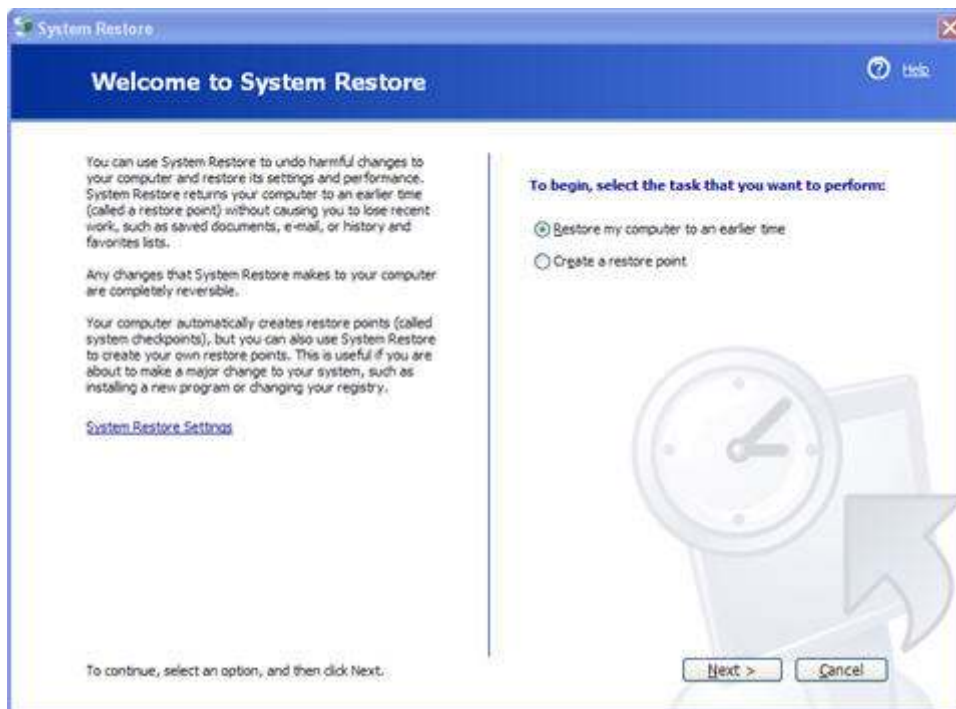 System Restore
Welcome to System Restore
Help
You can use System Restore to undo harmful changes to
your computer and restore its settings and performance.
System Restore returns your computer to an earlier time
(called a restore point) without causing you to lose recent
work, such as saved documents, e-mail, or history and
favorites lists.
Any changes that System Restore makes to your computer
are completely reversible.
Your computer automatically creates restore points (called
system checkpoints), but you can also use System Restore
to create your own restore points. This is useful if you are
about to make a major change to your system, such as
installing a new program or changing your registry.
System Restore Settings
To continue, select an option, and then click Next.
To begin, select the task that you want to perform:
Restore my computer to an earlier time
Create a restore point
Next >
Cancel